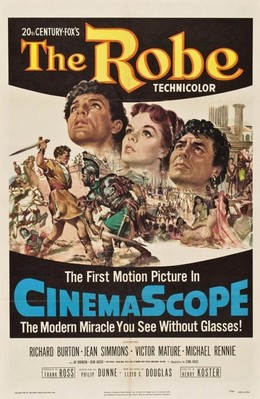 20th CENTURY-FOX'S
The Robe
TECHNICOLOR
The First Motion Picture In
CINEMASCOPE
The Modern Miracle You See Without Glasses!
RICHARD BURTON • JEAN SIMMONS • VICTOR MATURE • MICHAEL RENNIE
FRANK ROSS
PHILIP DUNNE
LLOYD C. DOUGLAS
HENRY KOSTER